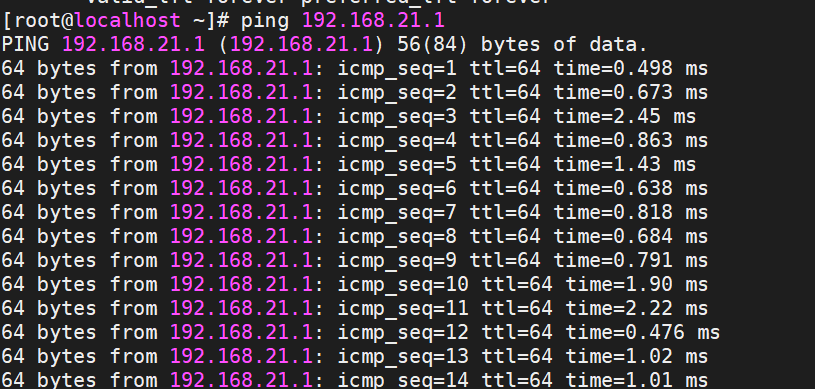 valid_lft forever preferred_lft forever
[root@localhost ~]# ping 192.168.21.1
PING 192.168.21.1 (192.168.21.1) 56(84) bytes of data.
64 bytes from 192.168.21.1: icmp_seq=1 ttl=64 time=0.498 ms
64 bytes from 192.168.21.1: icmp_seq=2 ttl=64 time=0.673 ms
64 bytes from 192.168.21.1: icmp_seq=3 ttl=64 time=2.45 ms
64 bytes from 192.168.21.1: icmp_seq=4 ttl=64 time=0.863 ms
64 bytes from 192.168.21.1: icmp_seq=5 ttl=64 time=1.43 ms
64 bytes from 192.168.21.1: icmp_seq=6 ttl=64 time=0.638 ms
64 bytes from 192.168.21.1: icmp_seq=7 ttl=64 time=0.818 ms
64 bytes from 192.168.21.1: icmp_seq=8 ttl=64 time=0.684 ms
64 bytes from 192.168.21.1: icmp_seq=9 ttl=64 time=0.791 ms
64 bytes from 192.168.21.1: icmp_seq=10 ttl=64 time=1.90 ms
64 bytes from 192.168.21.1: icmp_seq=11 ttl=64 time=2.22 ms
64 bytes from 192.168.21.1: icmp_seq=12 ttl=64 time=0.476 ms
64 bytes from 192.168.21.1: icmp_seq=13 ttl=64 time=1.02 ms
64 bytes from 192.168.21.1: icmp_seq=14 ttl=64 time=1.01 ms